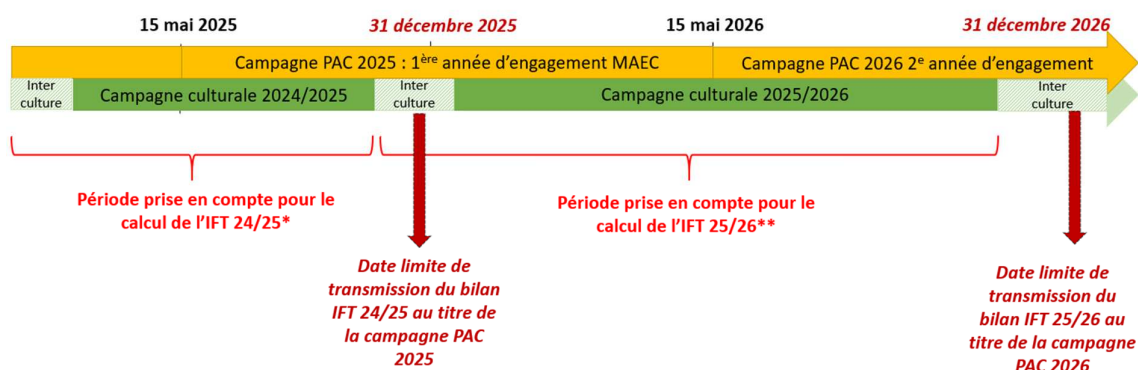 15 mai 2025
31 décembre 2025
15 mai 2026
31 décembre 2026
Campagne PAC 2025 : 1ère année d’engagement MAEC
Campagne PAC 2026 2e année d’engagement
Inter
culture
Campagne culturale 2024/2025
Inter
culture
Campagne culturale 2025/2026
Inter
culture
Période prise en compte pour le
calcul de l’IFT 24/25*
Période prise en compte pour le
calcul de l’IFT 25/26**
Date limite de
transmission du bilan
IFT 24/25 au titre de
la campagne PAC
2025
Date limite de
transmission du
bilan IFT 25/26 au
titre de la campagne
PAC 2026